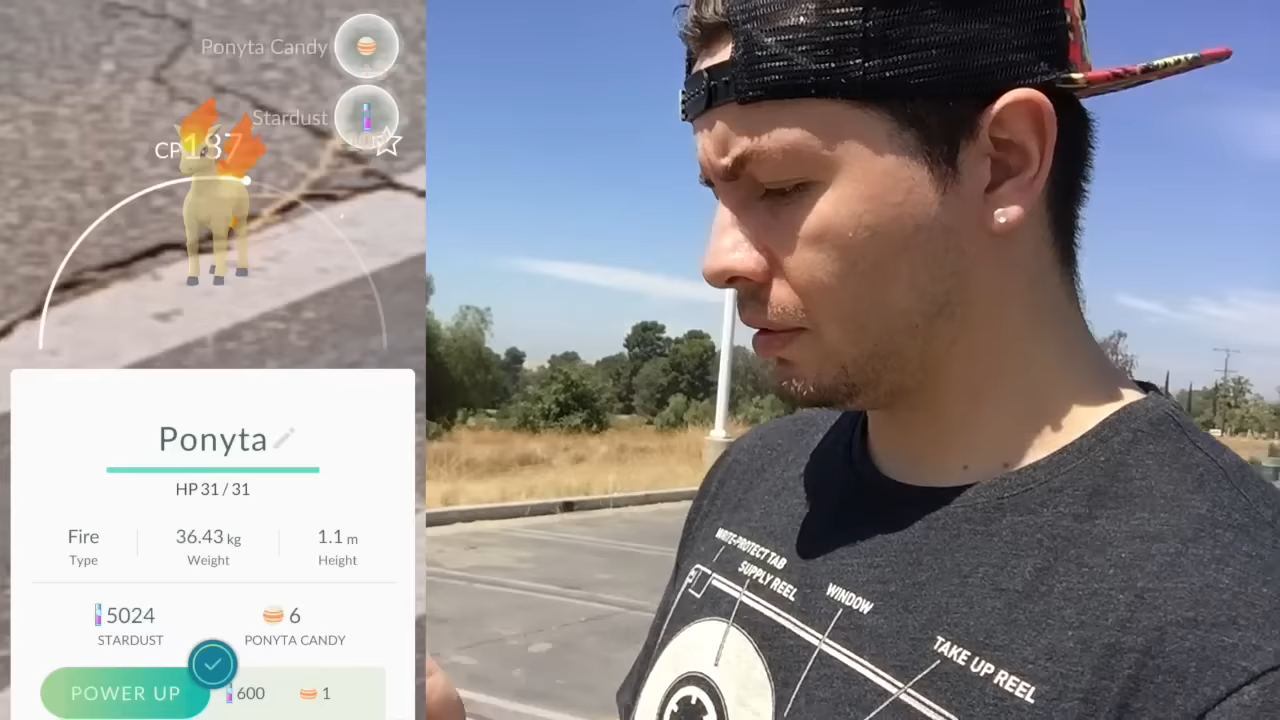 Ponyta Candy
Stardust
CP187
Ponyta
HP 31 / 31
Fire
36.43 kg
1.1 m
Type
Weight
Height
5024
6
STARDUST
PONYTA CANDY
POWER UP
600
1
WRITE-PROTECT TAB
SUPPLY REEL
WINDOW
TAKE UP REEL